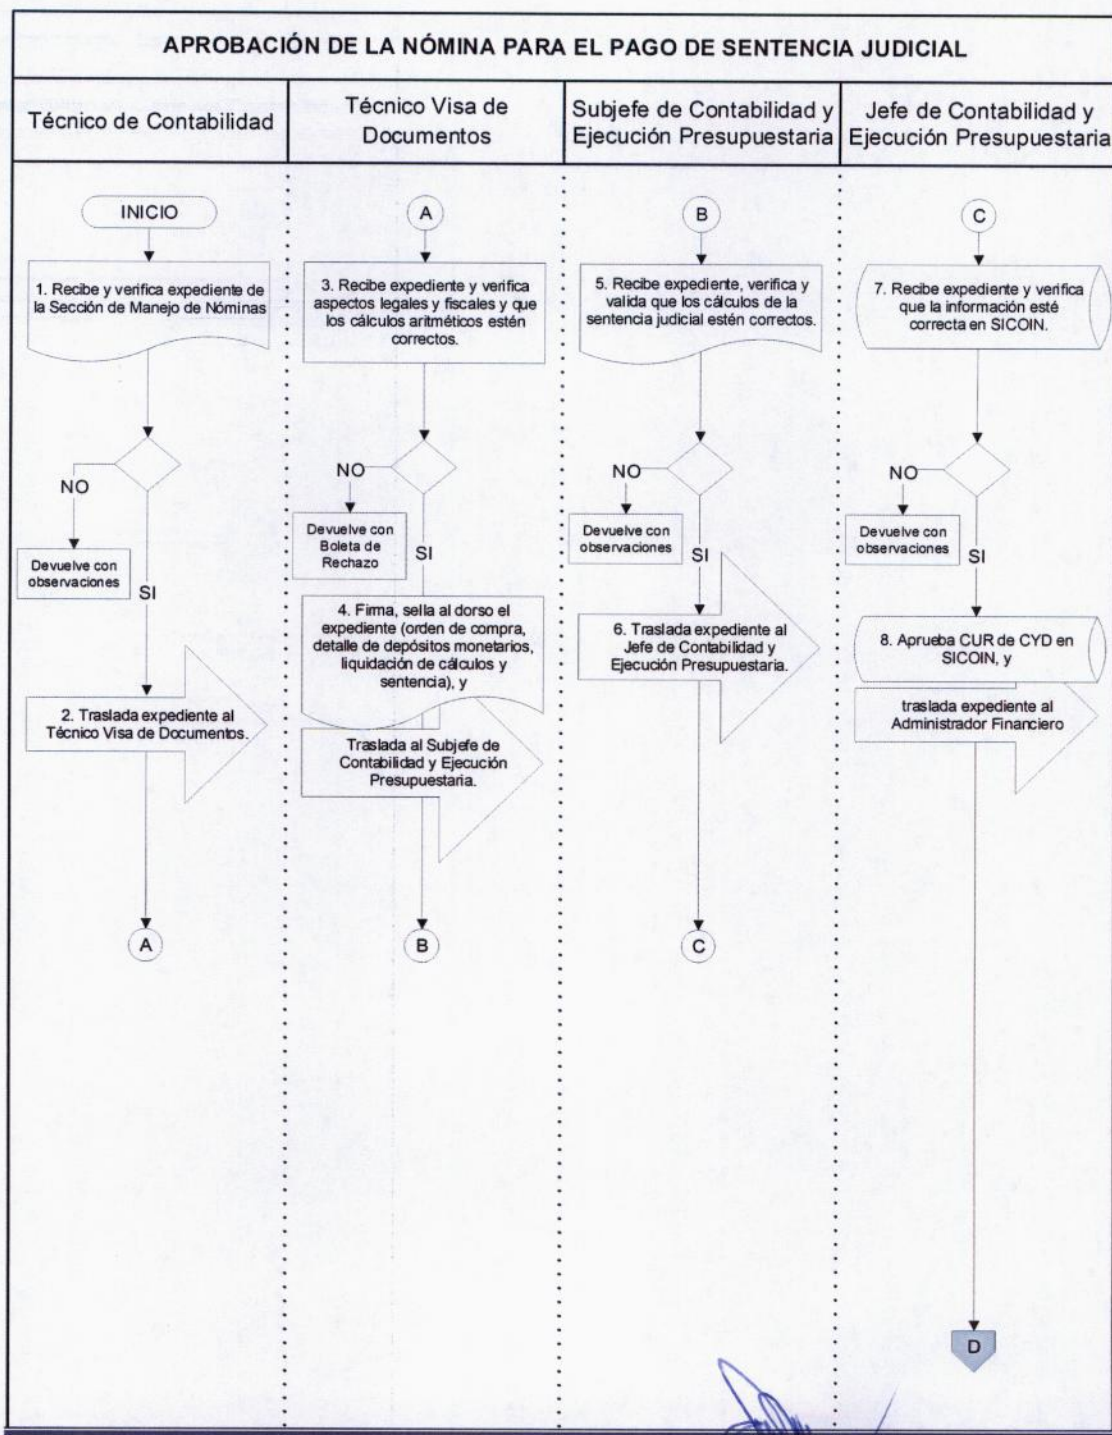 APROBACIÓN DE LA NÓMINA PARA EL PAGO DE SENTENCIA JUDICIAL
Técnico de Contabilidad
Técnico Visa de
Documentos
Subjefe de Contabilidad y
Ejecución Presupuestaria
Jefe de Contabilidad y
Ejecución Presupuestaria
INICIO
1. Recibe y verifica expediente de
la Sección de Manejo de Nóminas
NO
Devuelve con
observaciones
SI
2. Traslada expediente al
Técnico Visa de Documentos.
A
A
3. Recibe expediente y verifica
aspectos legales y fiscales y que
los cálculos aritméticos estén
correctos.
NO
Devuelve con
Boleta de
Rechazo
SI
4. Firma, sella al dorso el
expediente (orden de compra,
detalle de depósitos monetarios,
liquidación de cálculos y
sentencia), y
Traslada al Subjefe de
Contabilidad y Ejecución
Presupuestaria.
B
B
5. Recibe expediente, verifica y
valida que los cálculos de la
sentencia judicial estén correctos.
NO
Devuelve con
observaciones
SI
6. Traslada expediente al
Jefe de Contabilidad y
Ejecución Presupuestaria.
C
C
7. Recibe expediente y verifica
que la información esté
correcta en SICOIN.
NO
Devuelve con
observaciones
SI
8. Aprueba CUR de CYD en
SICOIN, y
traslada expediente al
Administrador Financiero
D